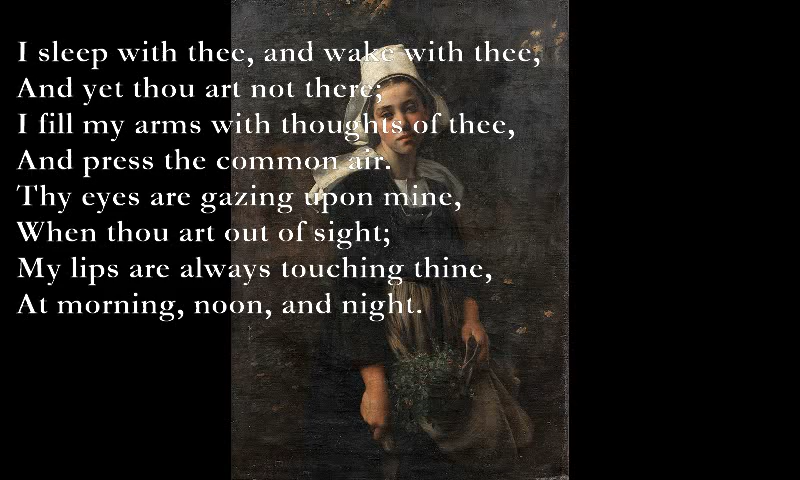 I sleep with thee, and wake with thee,
And yet thou art not there;
I fill my arms with thoughts of thee,
And press the common air.
Thy eyes are gazing upon mine,
When thou art out of sight;
My lips are always touching thine,
At morning, noon, and night.